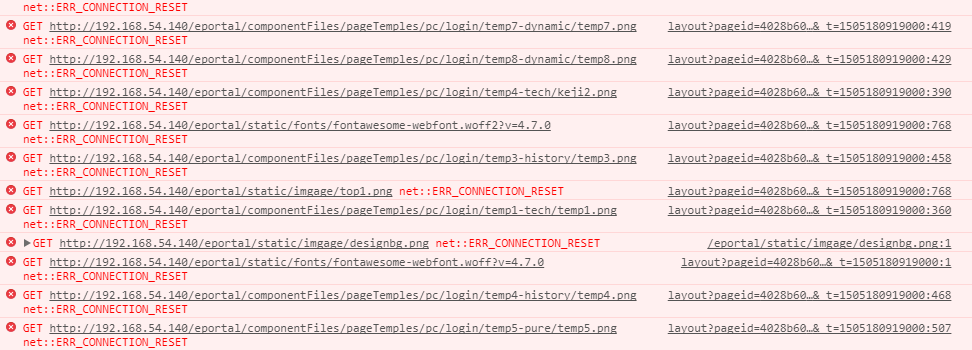 net::ERR_CONNECTION_RESET
GET http://192.168.54.140/eportal/componentFiles/pageTemples/pc/login/temp7-dynamic/temp7.png layout?pageid=4028b60…&_t=1505180919000:419
net::ERR_CONNECTION_RESET
GET http://192.168.54.140/eportal/componentFiles/pageTemples/pc/login/temp8-dynamic/temp8.png layout?pageid=4028b60…&_t=1505180919000:429
net::ERR_CONNECTION_RESET
GET http://192.168.54.140/eportal/componentFiles/pageTemples/pc/login/temp4-tech/keji2.png layout?pageid=4028b60…&_t=1505180919000:390
net::ERR_CONNECTION_RESET
GET http://192.168.54.140/eportal/static/fonts/fontawesome-webfont.woff2?v=4.7.0 layout?pageid=4028b60…&_t=1505180919000:768
net::ERR_CONNECTION_RESET
GET http://192.168.54.140/eportal/componentFiles/pageTemples/pc/login/temp3-history/temp3.png layout?pageid=4028b60…&_t=1505180919000:458
net::ERR_CONNECTION_RESET
GET http://192.168.54.140/eportal/static/imgage/top1.png net::ERR_CONNECTION_RESET layout?pageid=4028b60…&_t=1505180919000:768
GET http://192.168.54.140/eportal/componentFiles/pageTemples/pc/login/temp1-tech/temp1.png layout?pageid=4028b60…&_t=1505180919000:360
net::ERR_CONNECTION_RESET
GET http://192.168.54.140/eportal/static/imgage/designbg.png net::ERR_CONNECTION_RESET /eportal/static/imgage/designbg.png:1
GET http://192.168.54.140/eportal/static/fonts/fontawesome-webfont.woff?v=4.7.0 layout?pageid=4028b60…&_t=1505180919000:1
net::ERR_CONNECTION_RESET
GET http://192.168.54.140/eportal/componentFiles/pageTemples/pc/login/temp4-history/temp4.png layout?pageid=4028b60…&_t=1505180919000:468
net::ERR_CONNECTION_RESET
GET http://192.168.54.140/eportal/componentFiles/pageTemples/pc/login/temp5-pure/temp5.png layout?pageid=4028b60…&_t=1505180919000:507
net::ERR_CONNECTION_RESET